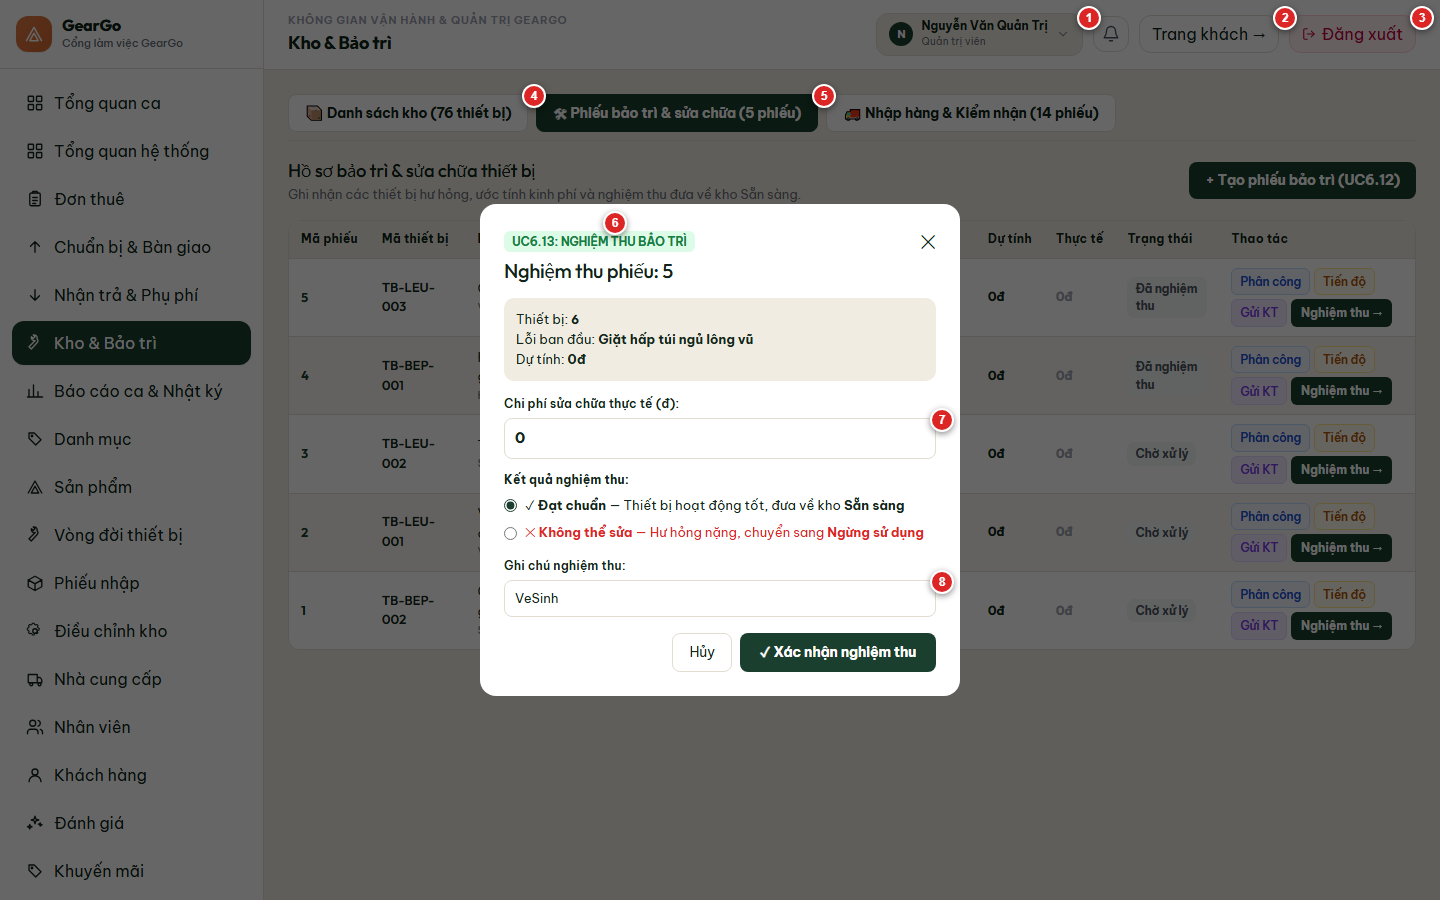 GearGo
Cổng làm việc GearGo
KHÔNG GIAN VẬN HÀNH & QUẢN TRỊ GEARGO
Kho & Bảo trì
N
Nguyễn Văn Quản Trị
Quản trị viên
1
Trang khách →
2
Đăng xuất
3
Tổng quan ca
Tổng quan hệ thống
Đơn thuê
Chuẩn bị & Bàn giao
Nhận trả & Phụ phí
Kho & Bảo trì
Báo cáo ca & Nhật ký
Danh mục
Sản phẩm
Vòng đời thiết bị
Phiếu nhập
Điều chỉnh kho
Nhà cung cấp
Nhân viên
Khách hàng
Đánh giá
Khuyến mãi
Danh sách kho (76 thiết bị)
4
Phiếu bảo trì & sửa chữa (5 phiếu)
5
Nhập hàng & Kiểm nhận (14 phiếu)
Hồ sơ bảo trì & sửa chữa thiết bị
Ghi nhận các thiết bị hư hỏng, ước tính kinh phí và nghiệm thu đưa về kho Sẵn sàng.
+ Tạo phiếu bảo trì (UC6.12)
Mã phiếu Mã thiết bị Dự tính Thực tế Trạng thái Thao tác
5 TB-LEU-003 0đ 0đ Đã nghiệm thu Phân công Tiến độ Gửi KT Nghiệm thu →
4 TB-BEP-001 0đ 0đ Đã nghiệm thu Phân công Tiến độ Gửi KT Nghiệm thu →
3 TB-LEU-002 0đ 0đ Chờ xử lý Phân công Tiến độ Gửi KT Nghiệm thu →
2 TB-LEU-001 0đ 0đ Chờ xử lý Phân công Tiến độ Gửi KT Nghiệm thu →
1 TB-BEP-002 0đ 0đ Chờ xử lý Phân công Tiến độ Gửi KT Nghiệm thu →
6
UC6.13: NGHIỆM THU BẢO TRÌ
Nghiệm thu phiếu: 5
Thiết bị: 6
Lỗi ban đầu: Giặt hấp túi ngủ lông vũ
Dự tính: 0đ
Chi phí sửa chữa thực tế (đ):
7
0
Kết quả nghiệm thu:
✓ Đạt chuẩn — Thiết bị hoạt động tốt, đưa về kho Sẵn sàng
✕ Không thể sửa — Hư hỏng nặng, chuyển sang Ngừng sử dụng
Ghi chú nghiệm thu:
8
VeSinh
Hủy
✓ Xác nhận nghiệm thu